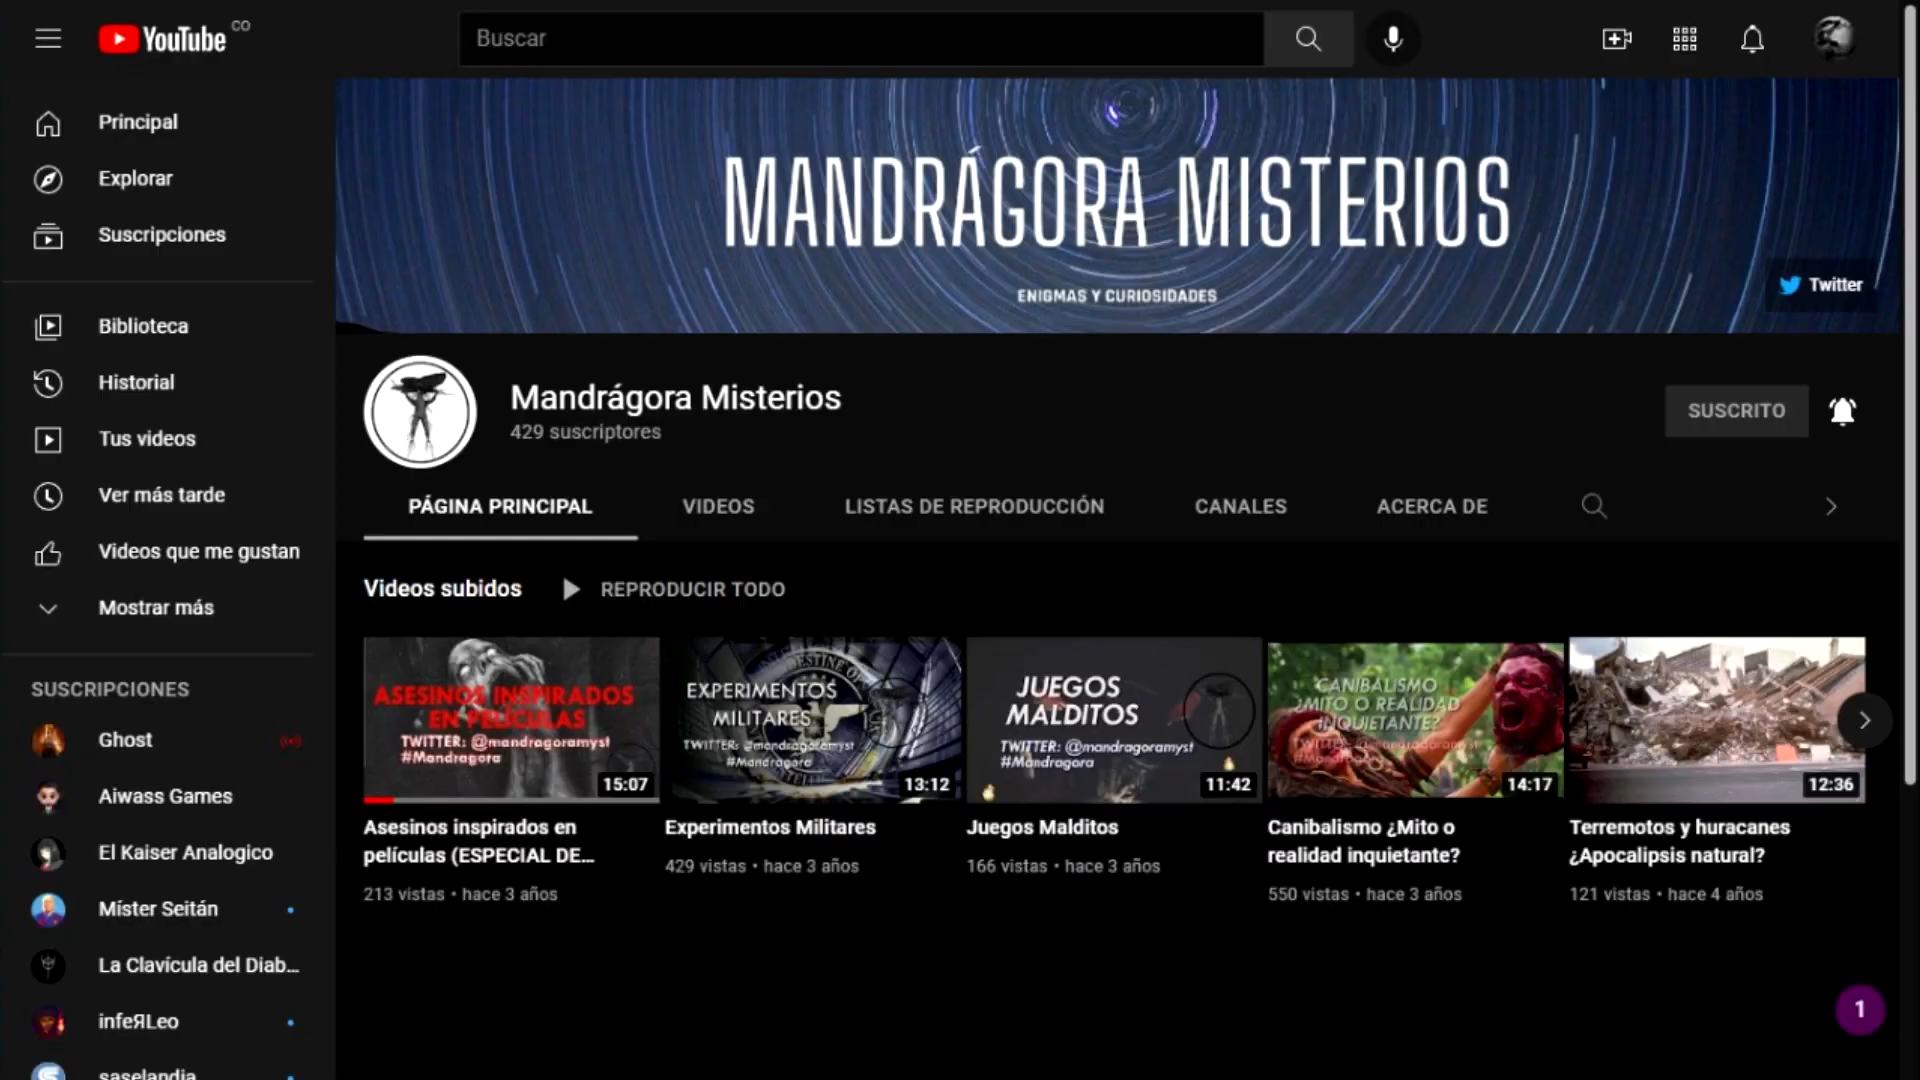 YouTube CO
Buscar
Principal
Explorar
Suscripciones
Biblioteca
Historial
Tus videos
Ver más tarde
Videos que me gustan
Mostrar más
SUSCRIPCIONES
Ghost
Aiwass Games
El Kaiser Analogico
Míster Seitán
La Clavícula del Diab...
infeЯLeo
saselandia
MANDRÁGORA MISTERIOS
ENIGMAS Y CURIOSIDADES
Twitter
Mandrágora Misterios
429 suscriptores
SUSCRITO
PÁGINA PRINCIPAL
VIDEOS
LISTAS DE REPRODUCCIÓN
CANALES
ACERCA DE
Videos subidos
REPRODUCIR TODO
ASESINOS INSPIRADOS
EN PELÍCULAS
TWITTER: @mandragoramyst
#Mandragora
15:07
Asesinos inspirados en
películas (ESPECIAL DE...
213 vistas • hace 3 años
EXPERIMENTOS
MILITARES
TWITTER: @mandragoramyst
#Mandragora
13:12
Experimentos Militares
429 vistas • hace 3 años
JUEGOS
MALDITOS
TWITTER: @mandragoramyst
#Mandragora
11:42
Juegos Malditos
166 vistas • hace 3 años
CANIBALISMO
¿MITO O REALIDAD
INQUIETANTE?
TWITTER: @mandragoramyst
14:17
Canibalismo ¿Mito o
realidad inquietante?
550 vistas • hace 3 años
12:36
Terremotos y huracanes
¿Apocalipsis natural?
121 vistas • hace 4 años
1